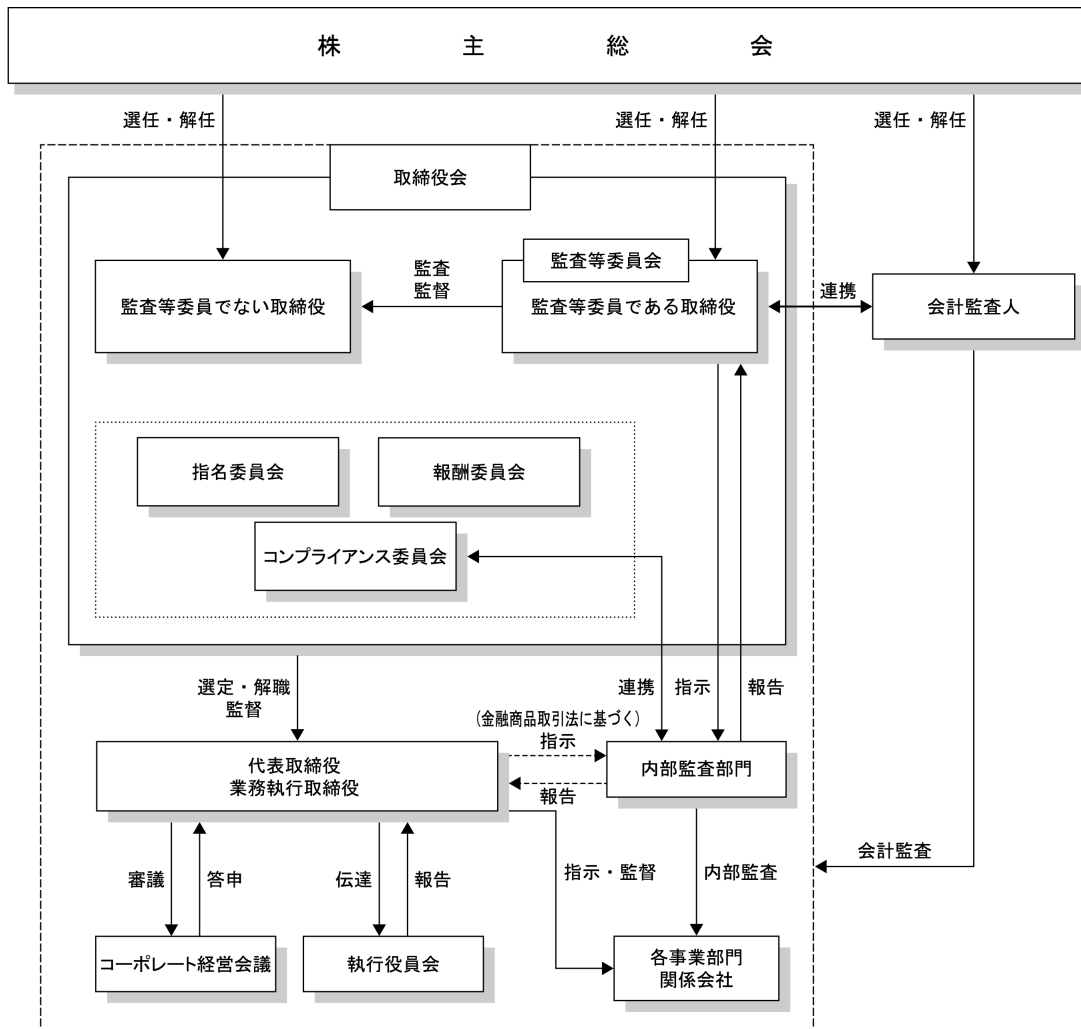 株主総会
選任・解任
選任・解任
選任・解任
取締役会
監査等委員会
監査等委員でない取締役
監査
監督
監査等委員である取締役
連携
会計監査人
指名委員会
報酬委員会
コンプライアンス委員会
選定・解職
監督
連携
指示
報告
(金融商品取引法に基づく)
指示
代表取締役
業務執行取締役
内部監査部門
報告
審議
答申
伝達
報告
指示・監督
内部監査
会計監査
コーポレート経営会議
執行役員会
各事業部門
関係会社